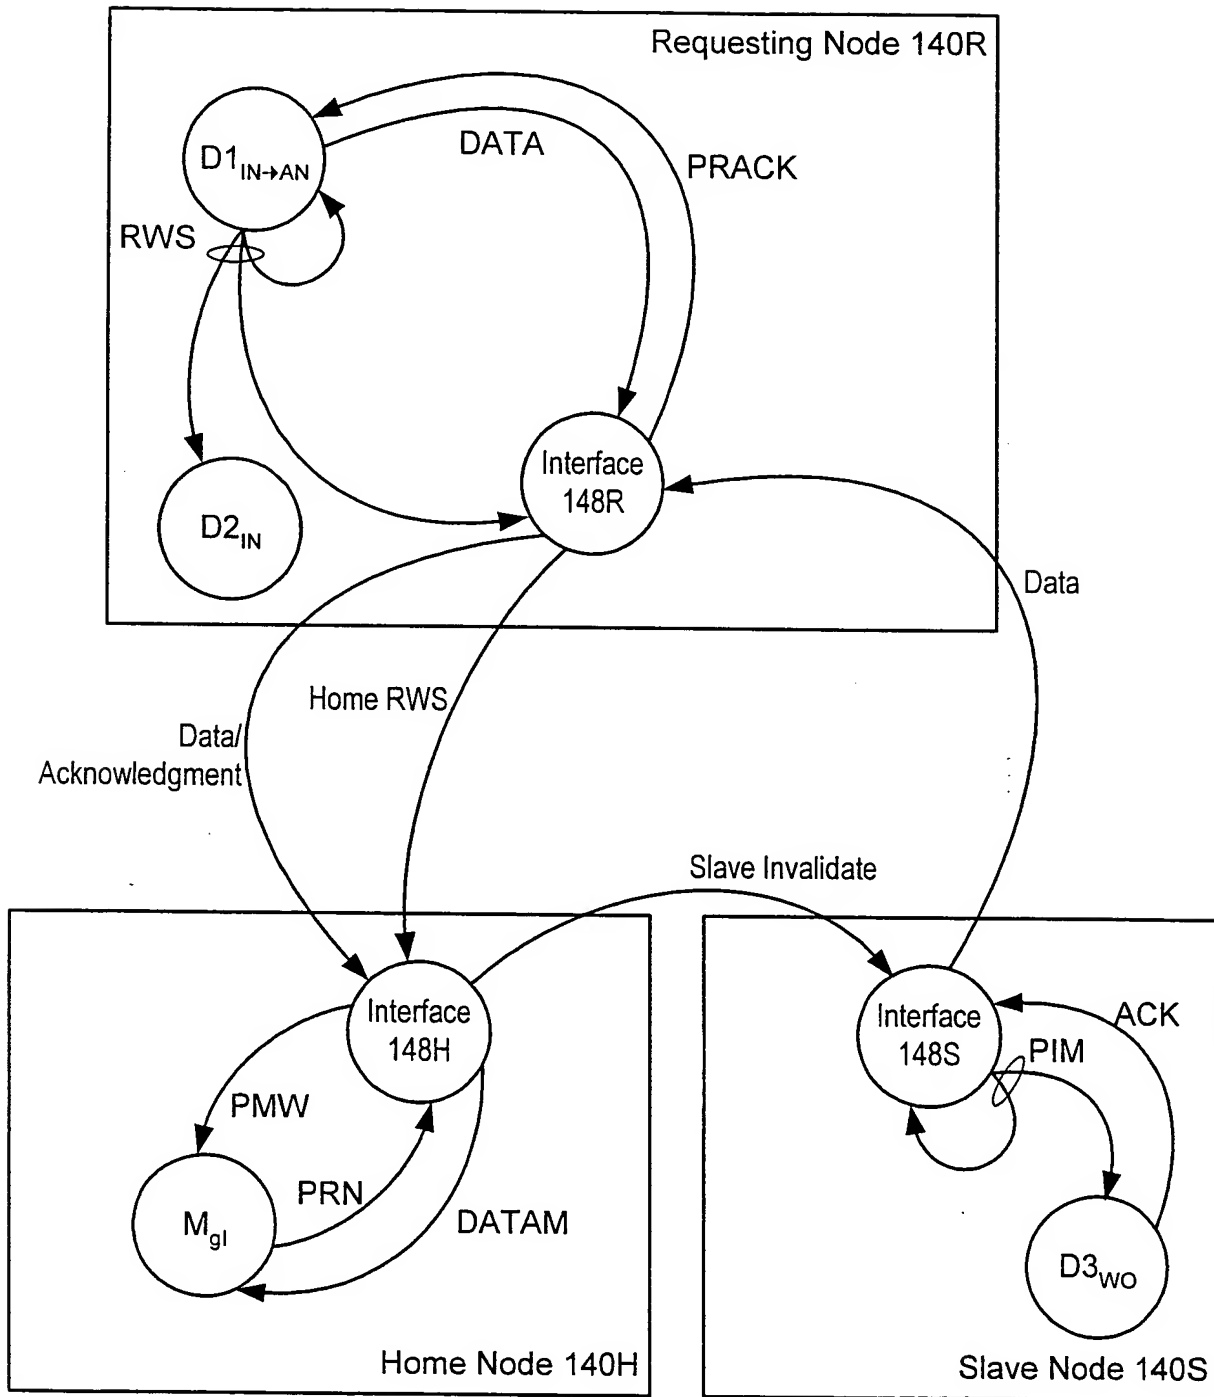 Requesting Node 140R
D1IN→AN
DATA
PRACK
RWS
Interface
148R
D2IN
Data
Home RWS
Data/
Acknowledgment
Slave Invalidate
Interface
148H
Interface
148S
ACK
PIM
PMW
PRN
DATAM
Mgl
D3WO
Home Node 140H
Slave Node 140S